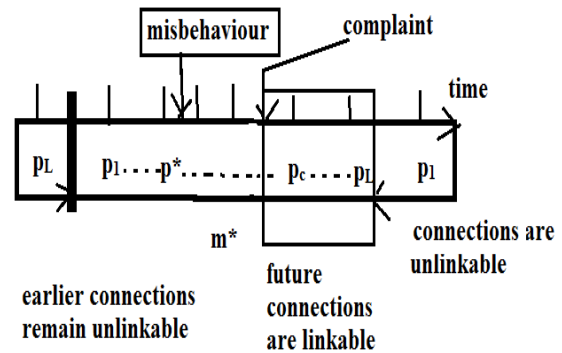 misbehaviour
complaint
time
pL p1.....p*.............pc......pL p1
m*
connections are
unlinkable
future
connections
are linkable
earlier connections
remain unlinkable